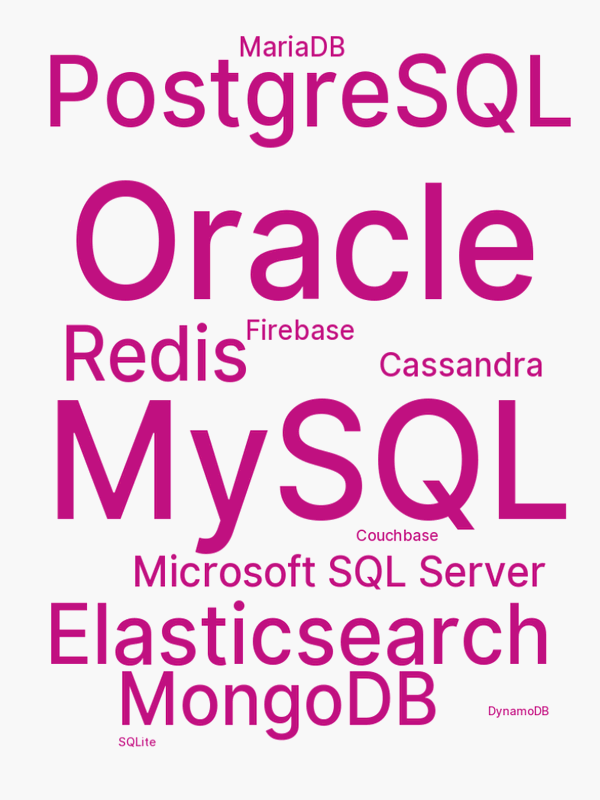 MariaDB
PostgreSQL
Oracle
Firebase
Redis
Cassandra
MySQL
Couchbase
Microsoft SQL Server
Elasticsearch
MongoDB
DynamoDB
SQLite